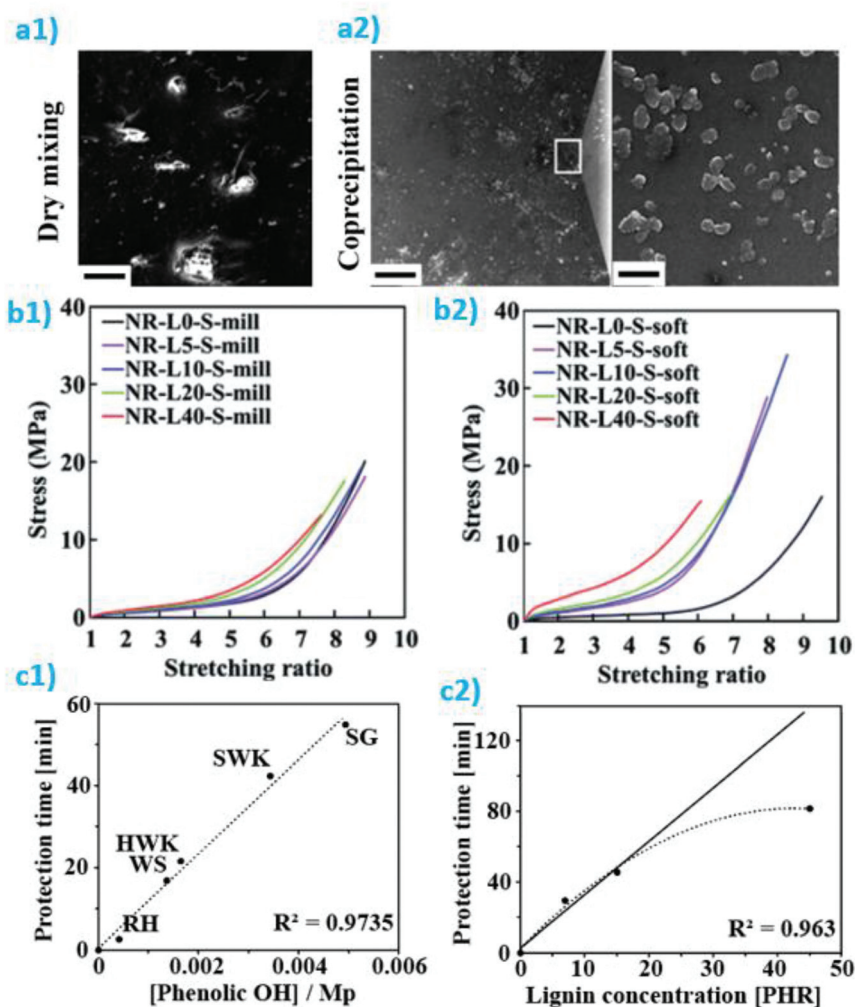 a1)
a2)
Dry mixing
Coprecipitation
b1)
40
30
20
10
0
NR-L0-S-mill
NR-L5-S-mill
NR-L10-S-mill
NR-L20-S-mill
NR-L40-S-mill
Stress (MPa)
1 2 3 4 5 6 7 8 9 10
Stretching ratio
b2)
40
30
20
10
0
NR-L0-S-soft
NR-L5-S-soft
NR-L10-S-soft
NR-L20-S-soft
NR-L40-S-soft
Stress (MPa)
1 2 3 4 5 6 7 8 9 10
Stretching ratio
c1)
60
40
20
0
Protection time [min]
SG
SWK
HWK
WS
RH
R² = 0.9735
0 0.002 0.004 0.006
[Phenolic OH] / Mp
c2)
120
80
40
0
Protection time [min]
R² = 0.963
0 10 20 30 40 50
Lignin concentration [PHR]